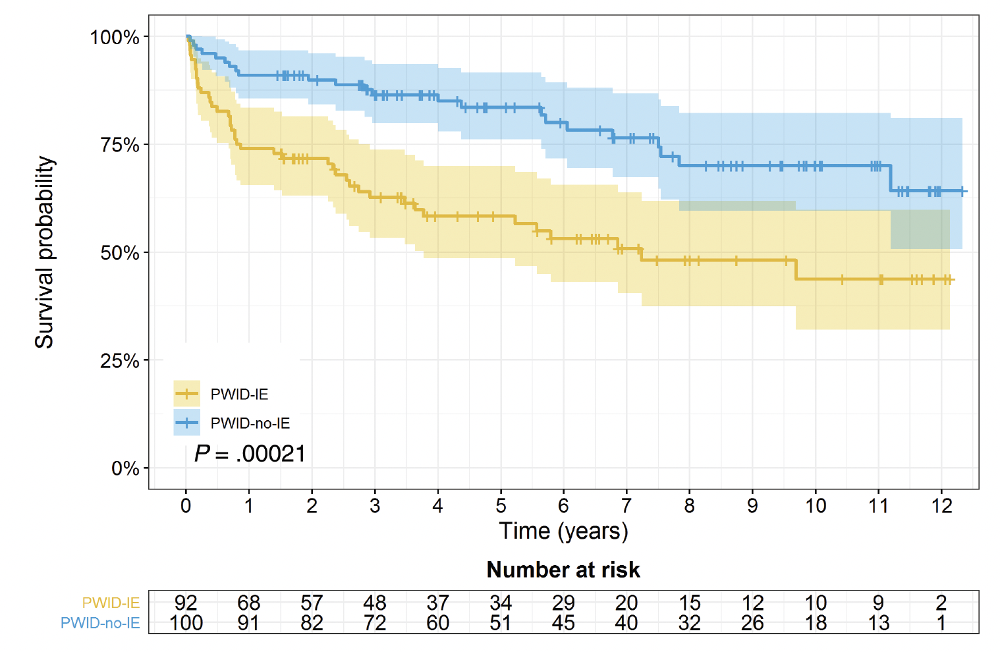 Survival probability
100%
75%
50%
25%
0%
PWID-IE
PWID-no-IE
P = .00021
0 1 2 3 4 5 6 7 8 9 10 11 12
Time (years)
Number at risk
PWID-IE 92 68 57 48 37 34 29 20 15 12 10 9 2
PWID-no-IE 100 91 82 72 60 51 45 40 32 26 18 13 1